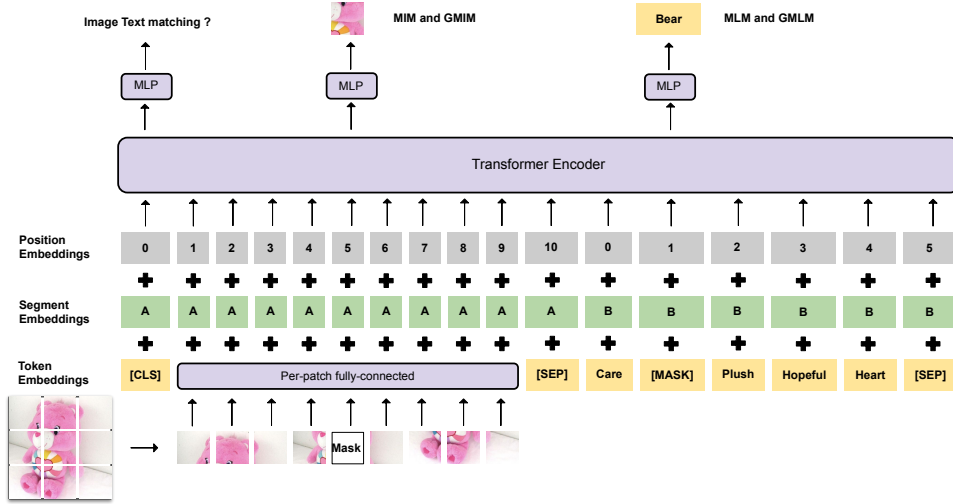 Image Text matching ?
MIM and GMIM
Bear
MLM and GMLM
MLP
MLP
MLP
Transformer Encoder
Position
Embeddings
0 1 2 3 4 5 6 7 8 9 10 0 1 2 3 4 5
Segment
Embeddings
A A A A A A A A A A A B B B B B B
Token
Embeddings
[CLS]
Per-patch fully-connected
[SEP] Care [MASK] Plush Hopeful Heart [SEP]
Mask